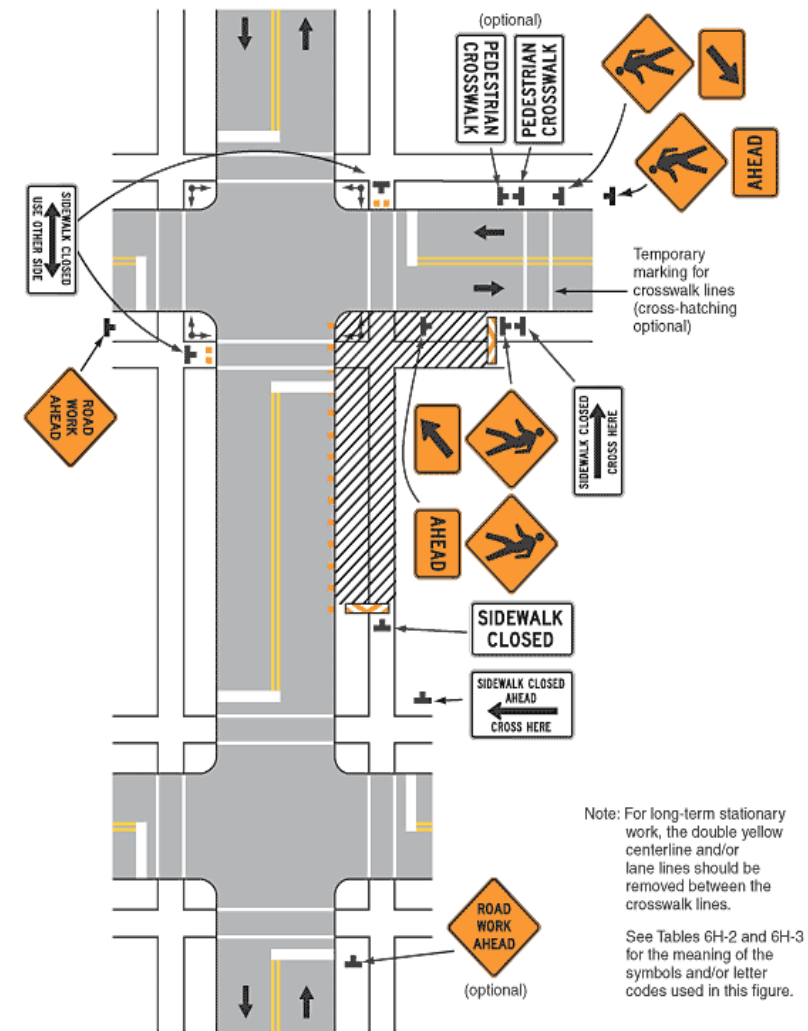 (optional)
PEDESTRIAN
CROSSWALK
PEDESTRIAN
CROSSWALK
AHEAD
SIDEWALK CLOSED
USE OTHER SIDE
Temporary
marking for
crosswalk lines
(cross-hatching
optional)
ROAD
WORK
AHEAD
SIDEWALK CLOSED
CROSS HERE
AHEAD
SIDEWALK
CLOSED
SIDEWALK CLOSED
AHEAD
CROSS HERE
Note: For long-term stationary
work, the double yellow
centerline and/or
lane lines should be
removed between the
crosswalk lines.
See Tables 6H-2 and 6H-3
for the meaning of the
symbols and/or letter
codes used in this figure.
ROAD
WORK
AHEAD
(optional)